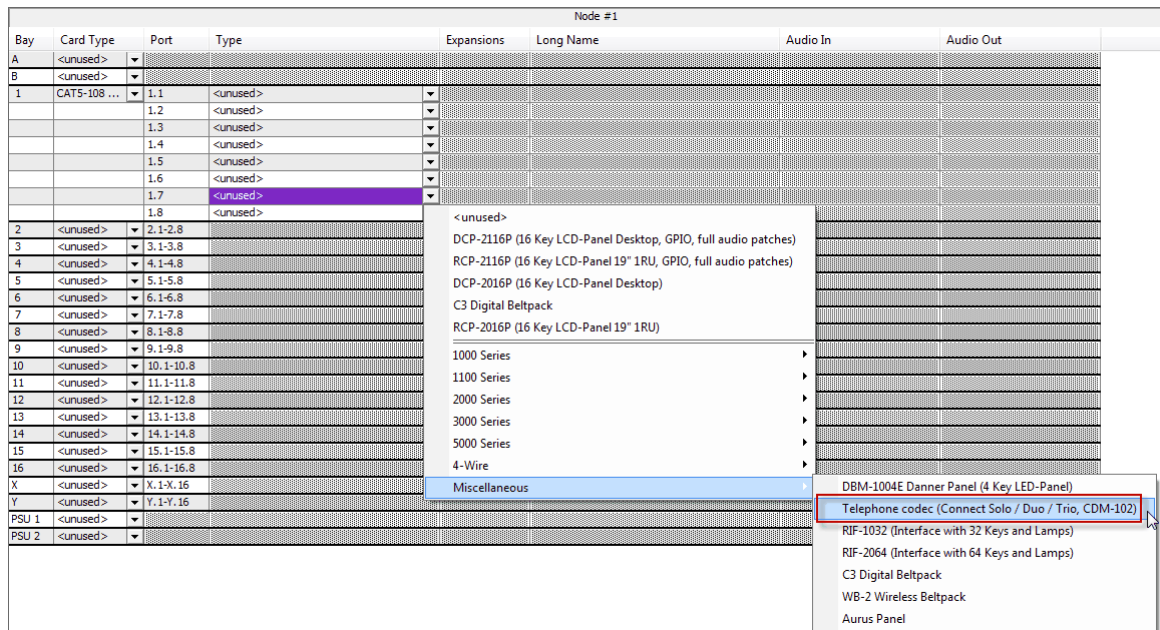 Node #1
Bay Card Type Port Type Expansions Long Name Audio In Audio Out
A <unused>
B <unused>
1 CAT5-108 ... 1.1 <unused>
1.2 <unused>
1.3 <unused>
1.4 <unused>
1.5 <unused>
1.6 <unused>
1.7 <unused>
1.8 <unused>
2 <unused> 2.1-2.8
3 <unused> 3.1-3.8
4 <unused> 4.1-4.8
5 <unused> 5.1-5.8
6 <unused> 6.1-6.8
7 <unused> 7.1-7.8
8 <unused> 8.1-8.8
9 <unused> 9.1-9.8
10 <unused> 10.1-10.8
11 <unused> 11.1-11.8
12 <unused> 12.1-12.8
13 <unused> 13.1-13.8
14 <unused> 14.1-14.8
15 <unused> 15.1-15.8
16 <unused> 16.1-16.8
X <unused> X.1-X.16
Y <unused> Y.1-Y.16
PSU 1 <unused>
PSU 2 <unused>
<unused>
DCP-2116P (16 Key LCD-Panel Desktop, GPIO, full audio patches)
RCP-2116P (16 Key LCD-Panel 19" 1RU, GPIO, full audio patches)
DCP-2016P (16 Key LCD-Panel Desktop)
C3 Digital Beltpack
RCP-2016P (16 Key LCD-Panel 19" 1RU)
1000 Series
1100 Series
2000 Series
3000 Series
5000 Series
4-Wire
Miscellaneous
DBM-1004E Danner Panel (4 Key LED-Panel)
Telephone codec (Connect Solo / Duo / Trio, CDM-102)
RIF-1032 (Interface with 32 Keys and Lamps)
RIF-2064 (Interface with 64 Keys and Lamps)
C3 Digital Beltpack
WB-2 Wireless Beltpack
Aurus Panel